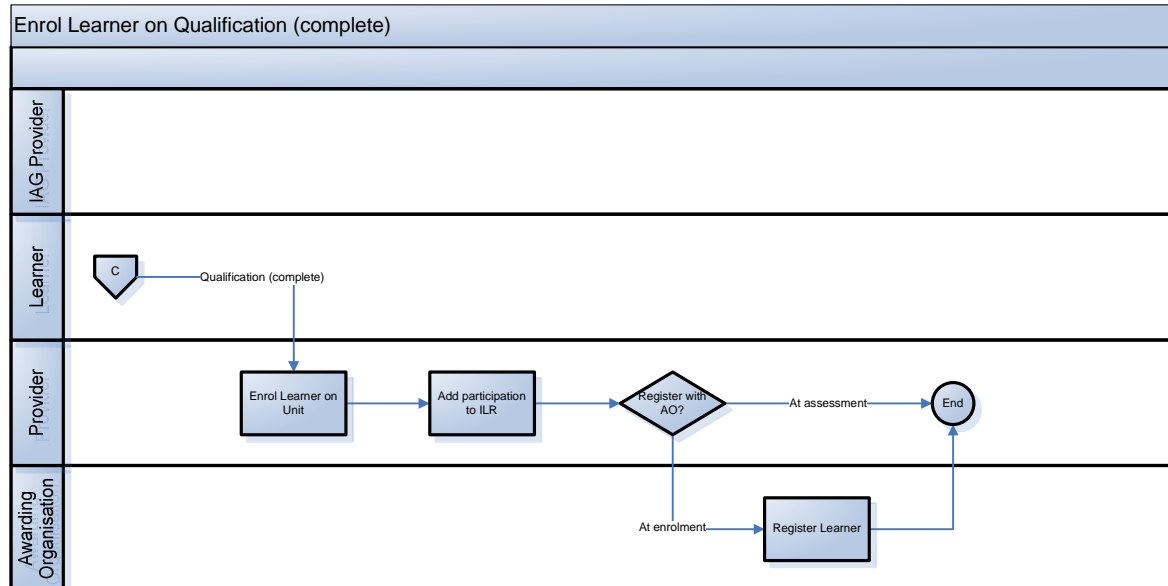 Enrol Learner on Qualification (complete)
IAG Provider
Learner
C
Qualification (complete)
Provider
Enrol Learner on
Unit
Add participation
to ILR
Register with
AO?
At assessment
End
Awarding
Organisation
At enrolment
Register Learner